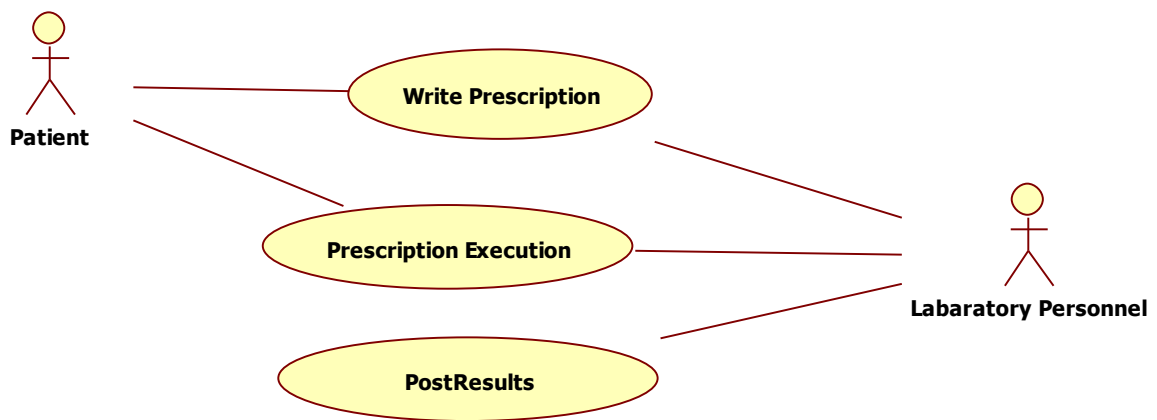 Write Prescription
Patient
Prescription Execution
Labaratory Personnel
PostResults